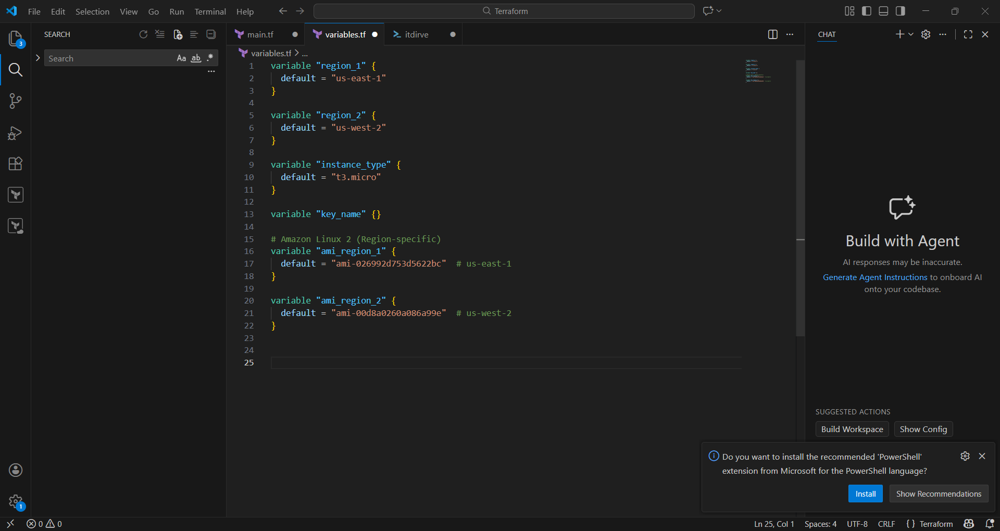 File Edit Selection View Go Run Terminal Help
Terraform
3
SEARCH
Search
Aa ab .*
...
main.tf
variables.tf
itdirve
variables.tf > ...
1 variable "region_1" {
2 default = "us-east-1"
3 }
4
5 variable "region_2" {
6 default = "us-west-2"
7 }
8
9 variable "instance_type" {
10 default = "t3.micro"
11 }
12
13 variable "key_name" {}
14
15 # Amazon Linux 2 (Region-specific)
16 variable "ami_region_1" {
17 default = "ami-026992d753d5622bc" # us-east-1
18 }
19
20 variable "ami_region_2" {
21 default = "ami-00d8a0260a086a99e" # us-west-2
22 }
23
24
25
CHAT
Build with Agent
AI responses may be inaccurate.
Generate Agent Instructions to onboard AI
onto your codebase.
SUGGESTED ACTIONS
Build Workspace
Show Config
Do you want to install the recommended 'PowerShell'
extension from Microsoft for the PowerShell language?
Install
Show Recommendations
1
0 0
Ln 25, Col 1
Spaces: 4
UTF-8
CRLF
{} Terraform